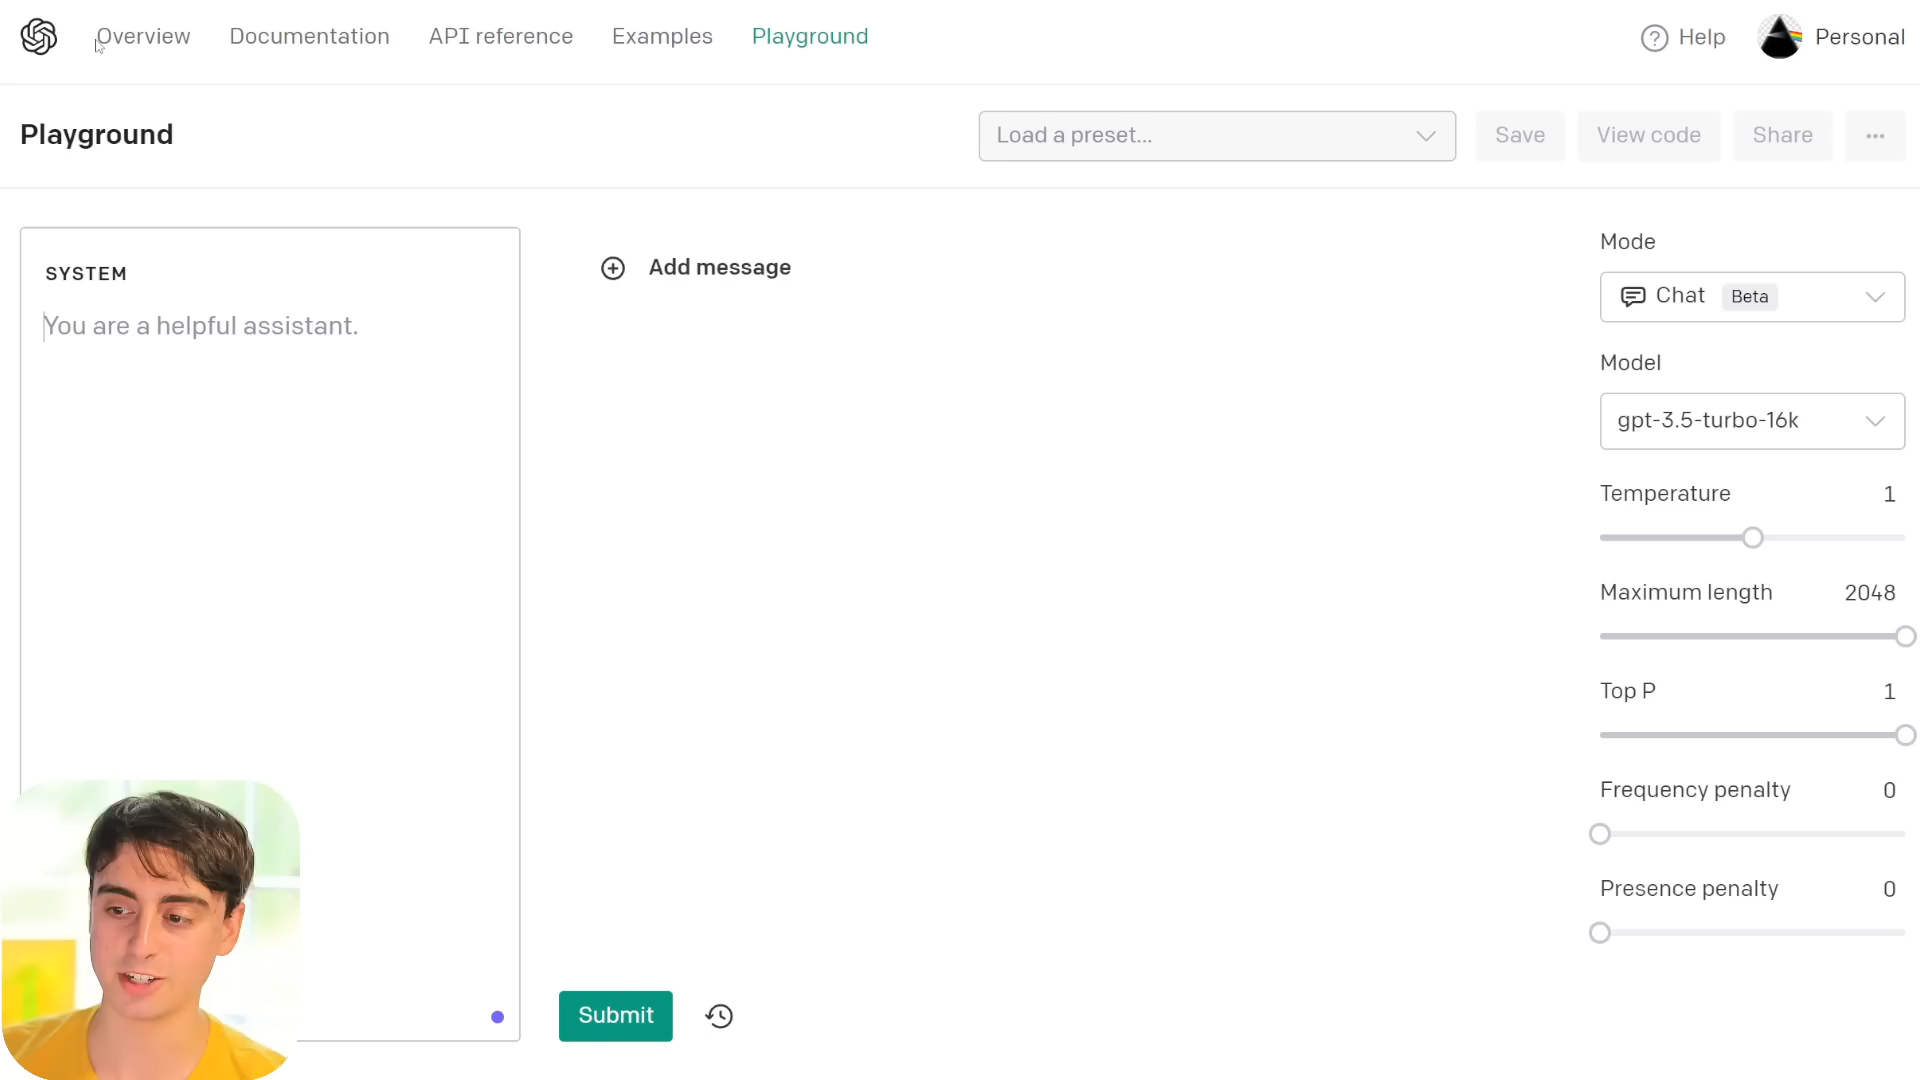 Overview Documentation API reference Examples Playground Help Personal
Playground Load a preset... Save View code Share ...
SYSTEM
You are a helpful assistant.
Add message
Submit
Mode
Chat Beta
Model
gpt-3.5-turbo-16k
Temperature 1
Maximum length 2048
Top P 1
Frequency penalty 0
Presence penalty 0